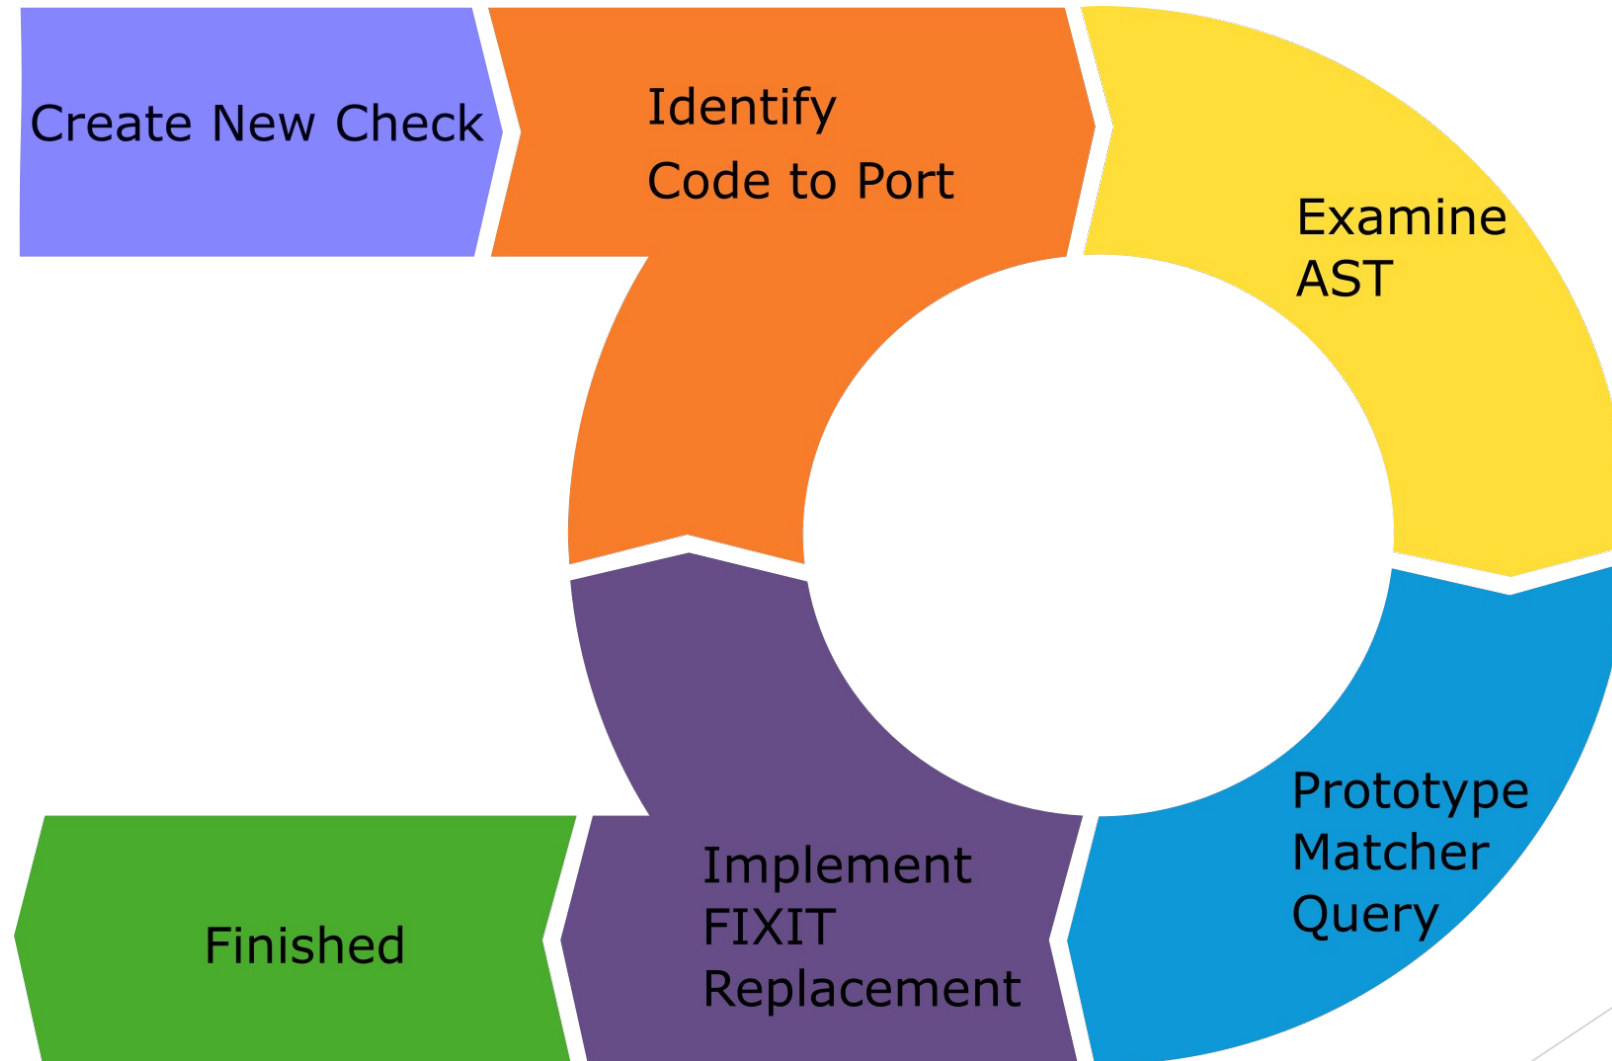 Create New Check
Identify
Code to Port
Examine
AST
Prototype
Matcher
Query
Implement
FIXIT
Replacement
Finished